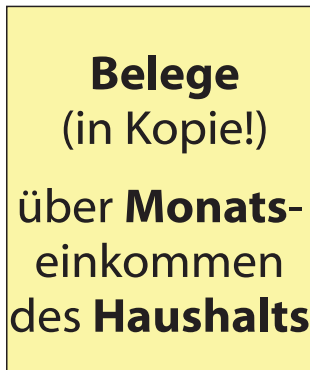 Belege
(in Kopie!)
über Monats-
einkommen
des Haushalts